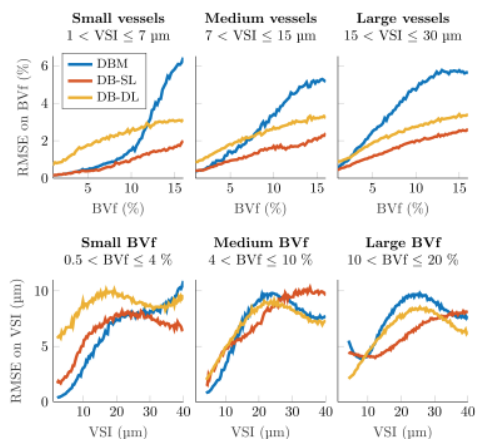 Small vessels Medium vessels Large vessels
1 < VSI ≤ 7 µm 7 < VSI ≤ 15 µm 15 < VSI ≤ 30 µm
DBM
DB-SL
DB-DL
RMSE on BVf (%)
6
4
2
0
5 10 15 5 10 15 5 10 15
BVf (%) BVf (%) BVf (%)
Small BVf Medium BVf Large BVf
0.5 < BVf ≤ 4 % 4 < BVf ≤ 10 % 10 < BVf ≤ 20 %
RMSE on VSI (µm)
10
5
0
10 20 30 40 10 20 30 40 10 20 30 40
VSI (µm) VSI (µm) VSI (µm)